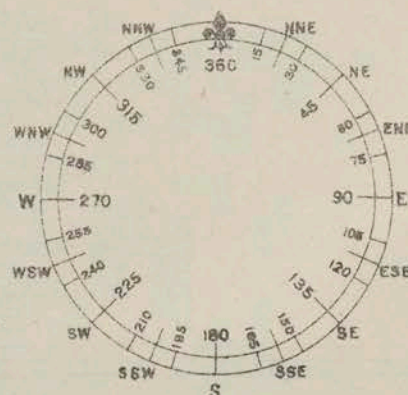 NNW NNE
345 15
330 360 30
NW NE
315 45
WNW 300 60 ENE
285 75
W 270 90 E
255 105
WSW 240 120 ESE
225 135
210 195 180 165 150
SW SE
SSW SSE
S